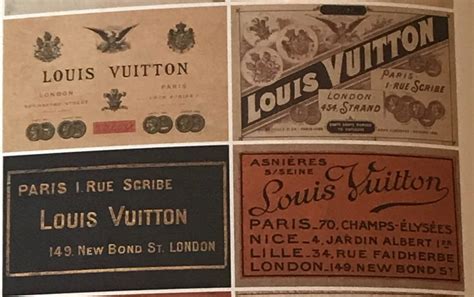 LOUIS VUITTON
LONDON
PARIS
LOUIS VUITTON
PARIS
1. RUE SCRIBE
LONDON
454. STRAND
PARIS 1. RUE SCRIBE
LOUIS VUITTON
149. NEW BOND ST. LONDON
ASNIÈRES
S/SEINE
Louis Vuitton
PARIS_70, CHAMPS-ÉLYSÉES
NICE_4, JARDIN ALBERT 1ER
LILLE_34, RUE FAIDHERBE
LONDON_149, NEW BOND ST